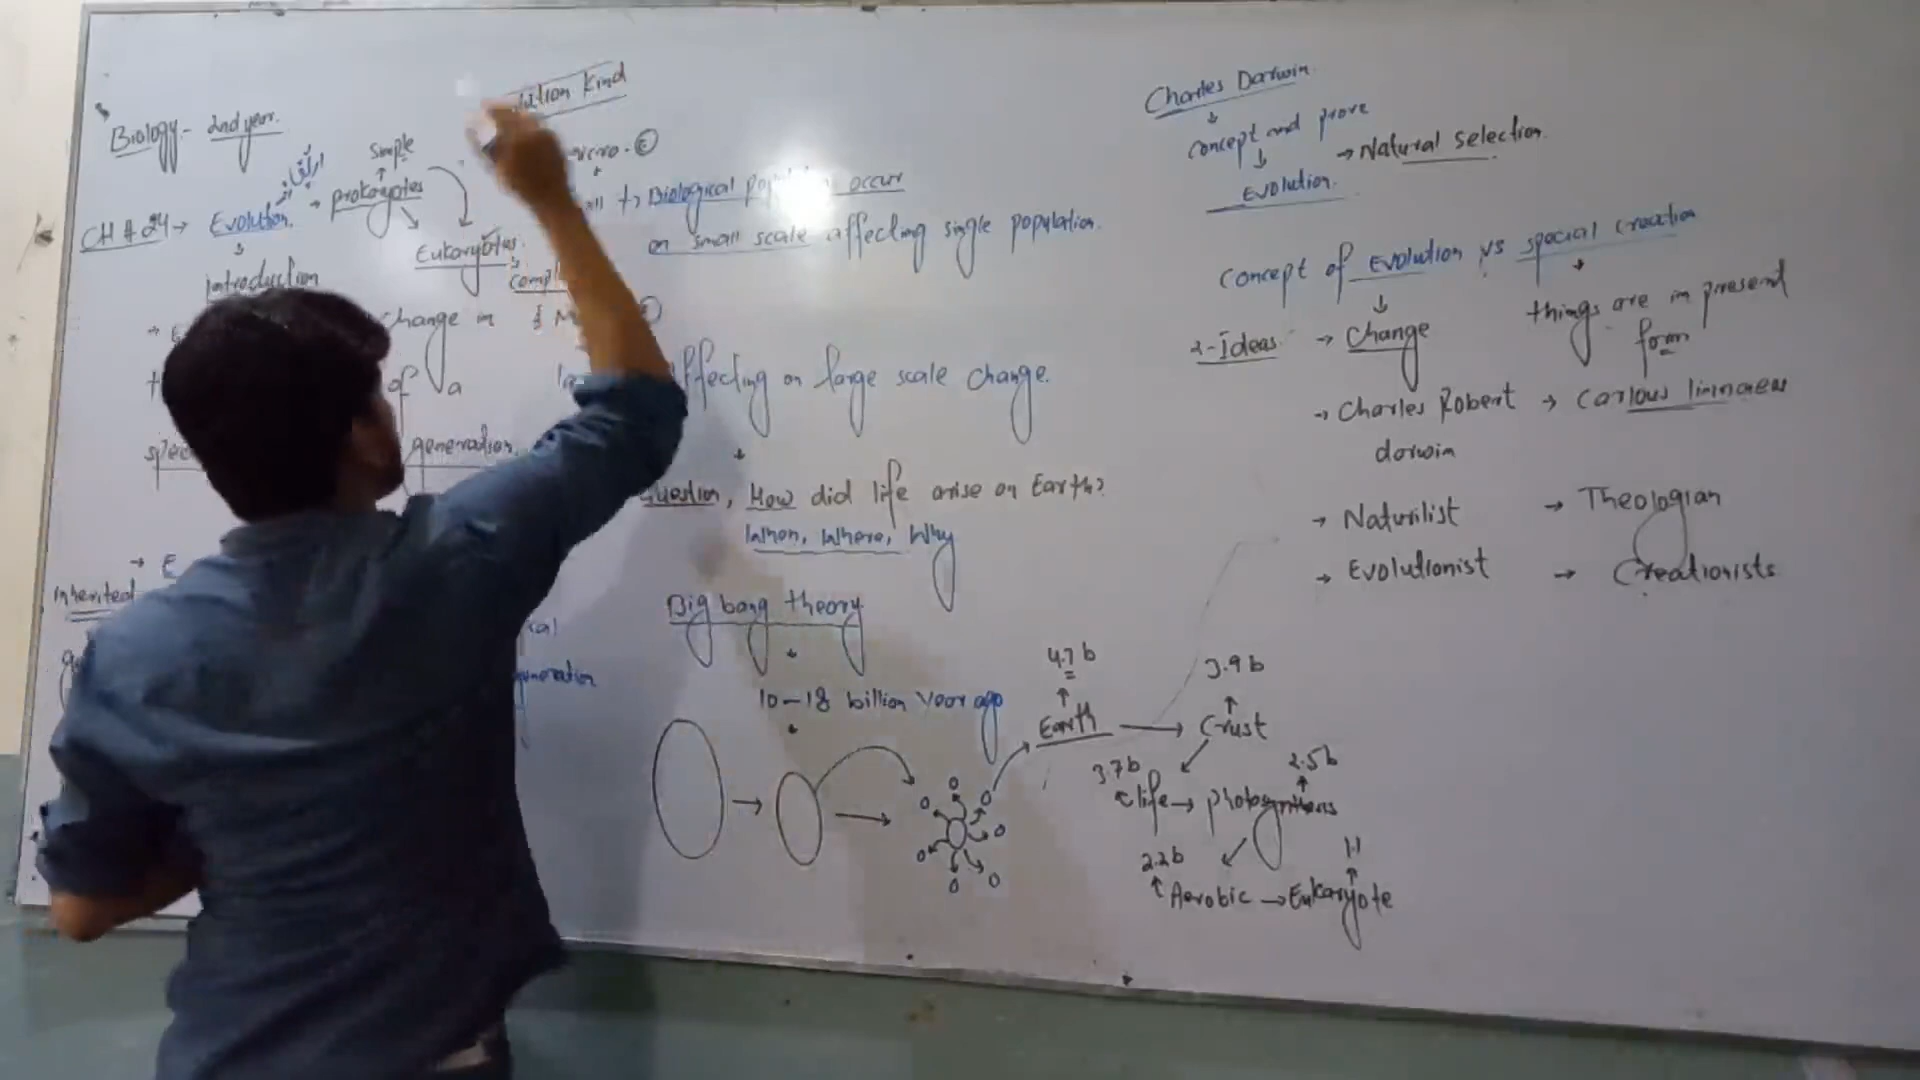 Biology:- 2nd year.
CH # 24 → Evolution. → prokaryotes
ارتقاء
Simple
Eukaryotes.
introduction
change in
of a
generation.
inherited
generation
Kind
micro. E
Biological population occur
on small scale affecting single population.
affecting on large scale change.
Question, How did life arise on Earth?
When, Where, Why
Big bang theory
10-18 billion year ago
Earth → Crust
4.7 b
3.9 b
3.7 b
life → photosynthesis
2.5 b
2.2 b
Aerobic → Eukaryote
1.1
Charles Darwin.
concept and prove
Evolution. → Natural Selection.
concept of Evolution vs special creation
2-Ideas → Change
things are in present
form
→ Charles Robert → Carlous linnaeus
darwin
→ Naturilist → Theologian
→ Evolutionist → Creationists